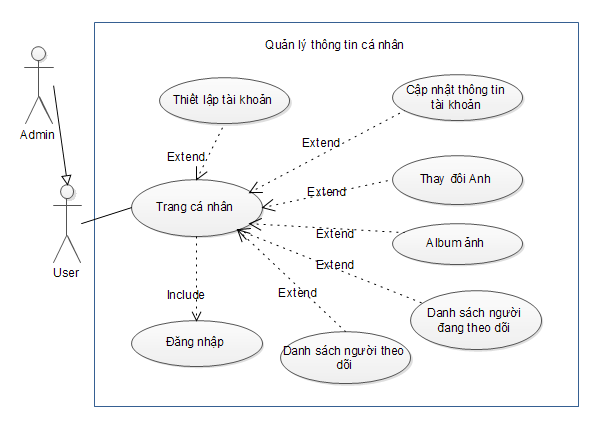 Quản lý thông tin cá nhân
Thiết lập tài khoản
Cập nhật thông tin
tài khoản
Admin
Extend
Extend
Thay đổi Ảnh
Extend
Trang cá nhân
User
Extend
Album ảnh
Extend
Extend
Include
Danh sách người
đang theo dõi
Đăng nhập
Danh sách người theo
dõi